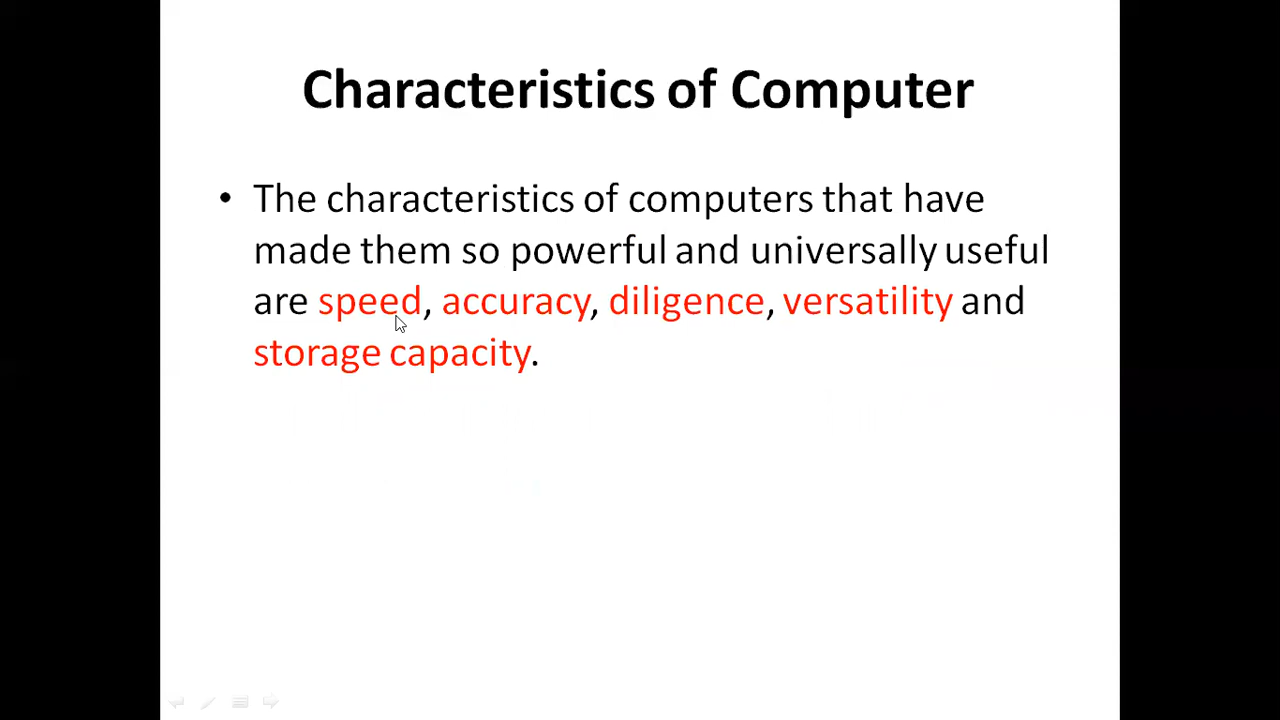 Characteristics of Computer
• The characteristics of computers that have
made them so powerful and universally useful
are speed, accuracy, diligence, versatility and
storage capacity.